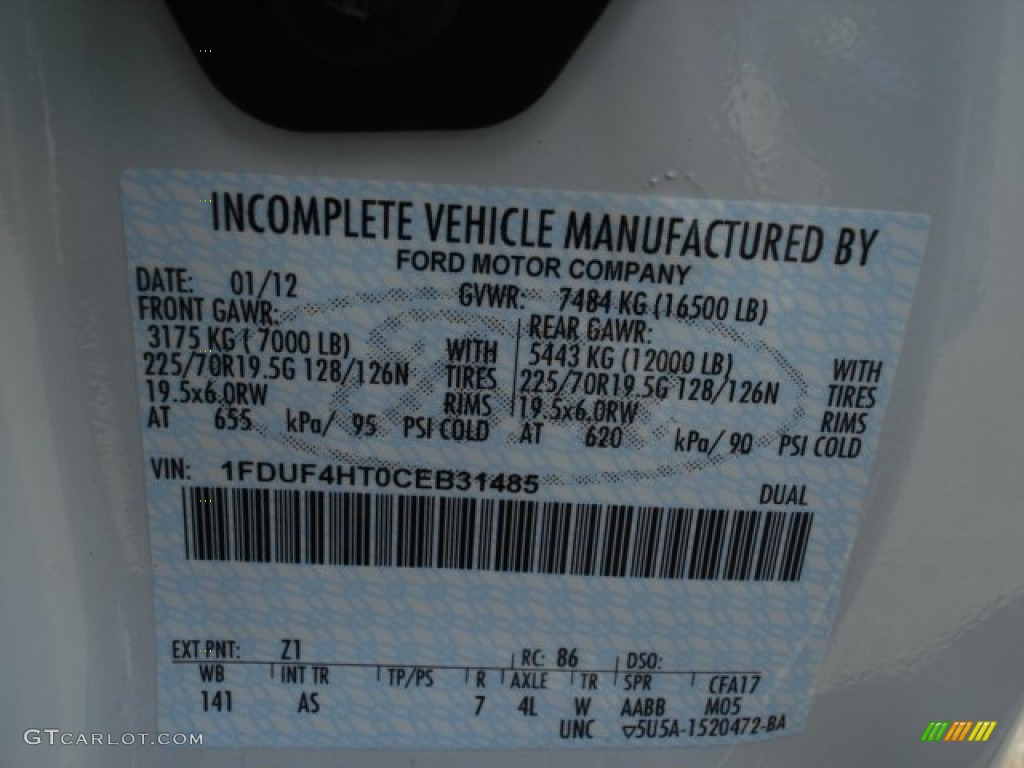 INCOMPLETE VEHICLE MANUFACTURED BY
FORD MOTOR COMPANY
DATE: 01/12 GVWR: 7484 KG (16500 LB)
FRONT GAWR: REAR GAWR:
3175 KG ( 7000 LB) WITH 5443 KG (12000 LB) WITH
225/70R19.5G 128/126N TIRES 225/70R19.5G 128/126N TIRES
19.5x6.0RW RIMS 19.5x6.0RW RIMS
AT 655 kPa/ 95 PSI COLD AT 620 kPa/ 90 PSI COLD
VIN: 1FDUF4HT0CEB31485
DUAL
EXT PNT: Z1 RC: 86 DSO:
WB INT TR TP/PS R AXLE TR SPR CFA17
141 AS 7 4L W AABB M05
UNC ▽5U5A-1520472-BA
GTCARLOT.COM